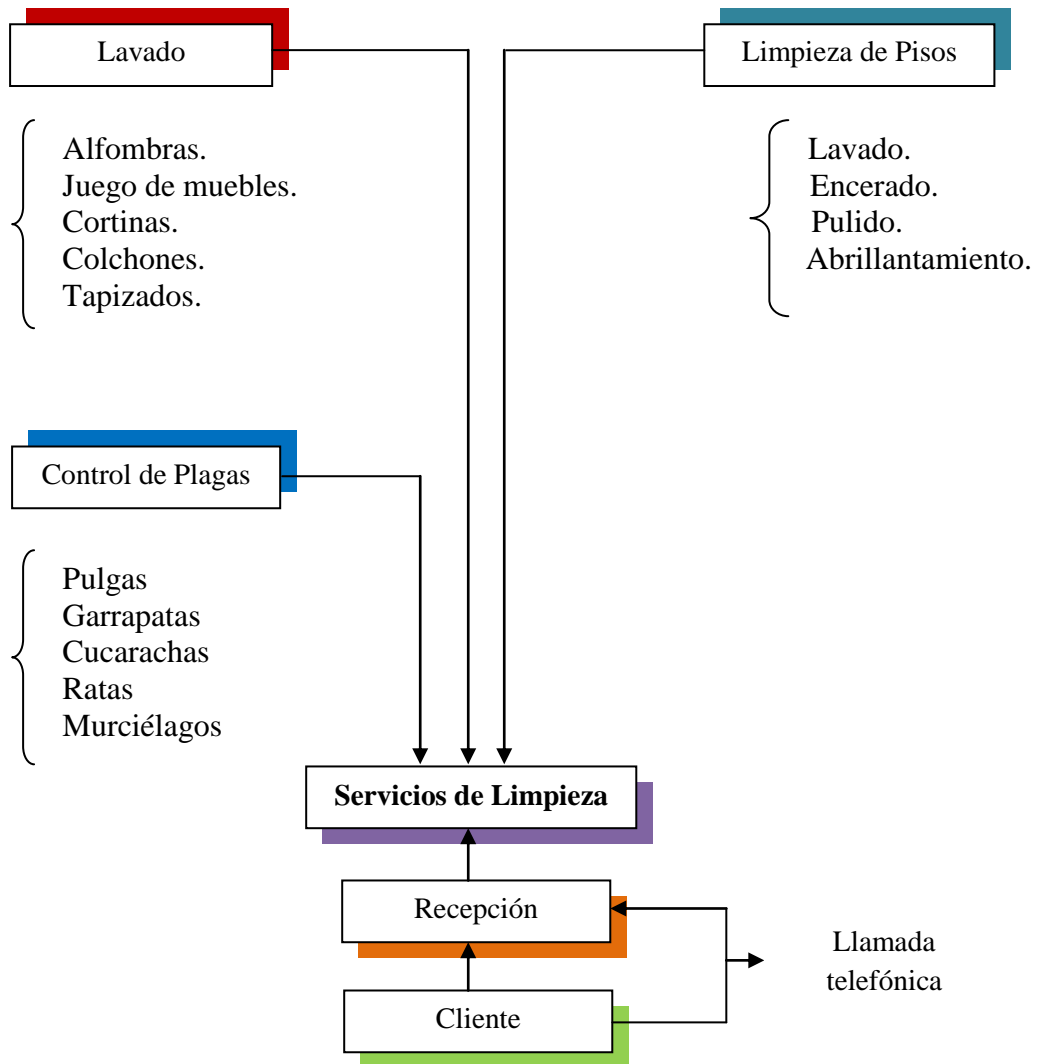 Lavado
Alfombras.
Juego de muebles.
Cortinas.
Colchones.
Tapizados.
Limpieza de Pisos
Lavado.
Encerado.
Pulido.
Abrillantamiento.
Control de Plagas
Pulgas
Garrapatas
Cucarachas
Ratas
Murciélagos
Servicios de Limpieza
Recepción
Cliente
Llamada
telefónica